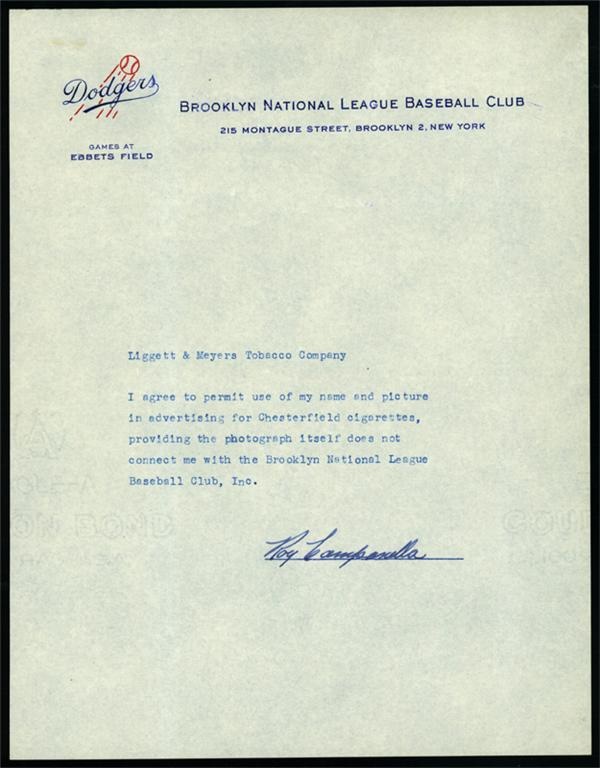 Dodgers
GAMES AT
EBBETS FIELD
BROOKLYN NATIONAL LEAGUE BASEBALL CLUB
215 MONTAGUE STREET, BROOKLYN 2, NEW YORK
Liggett & Meyers Tobacco Company
I agree to permit use of my name and picture
in advertising for Chesterfield cigarettes,
providing the photograph itself does not
connect me with the Brooklyn National League
Baseball Club, Inc.
Roy Campanella